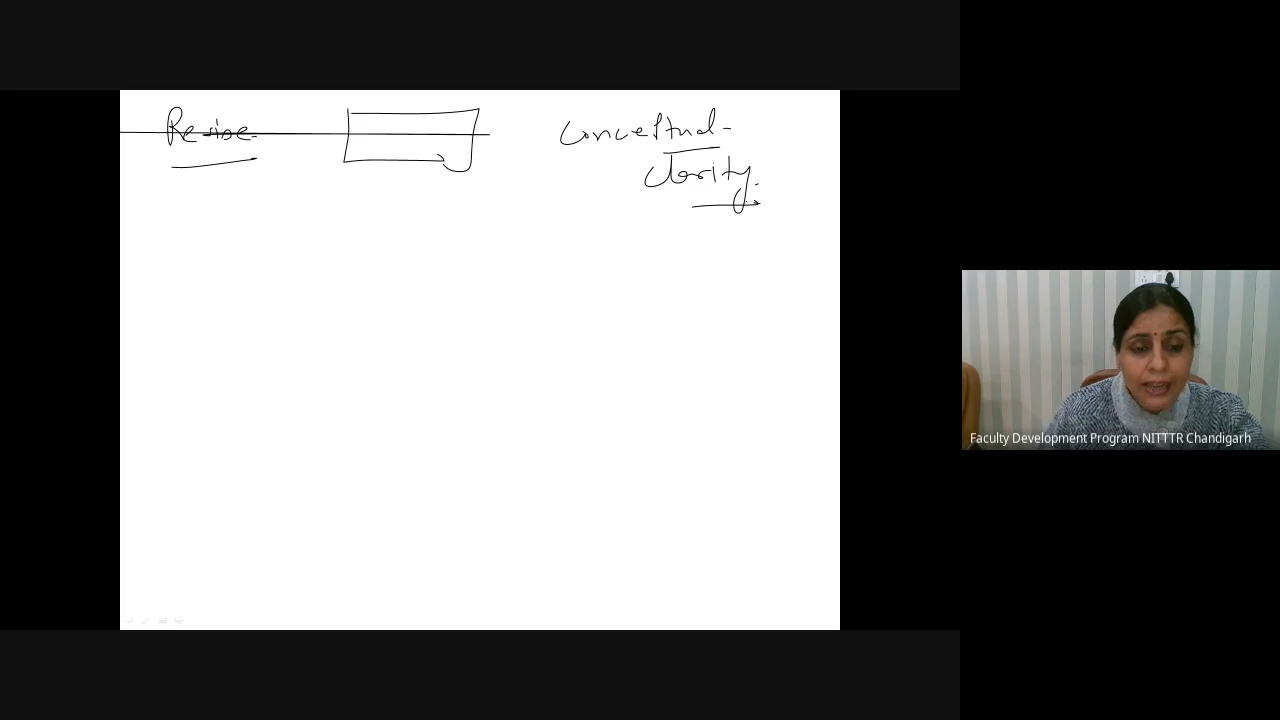 Revise
Conceptual
clarity.
Faculty Development Program NITTTR Chandigarh